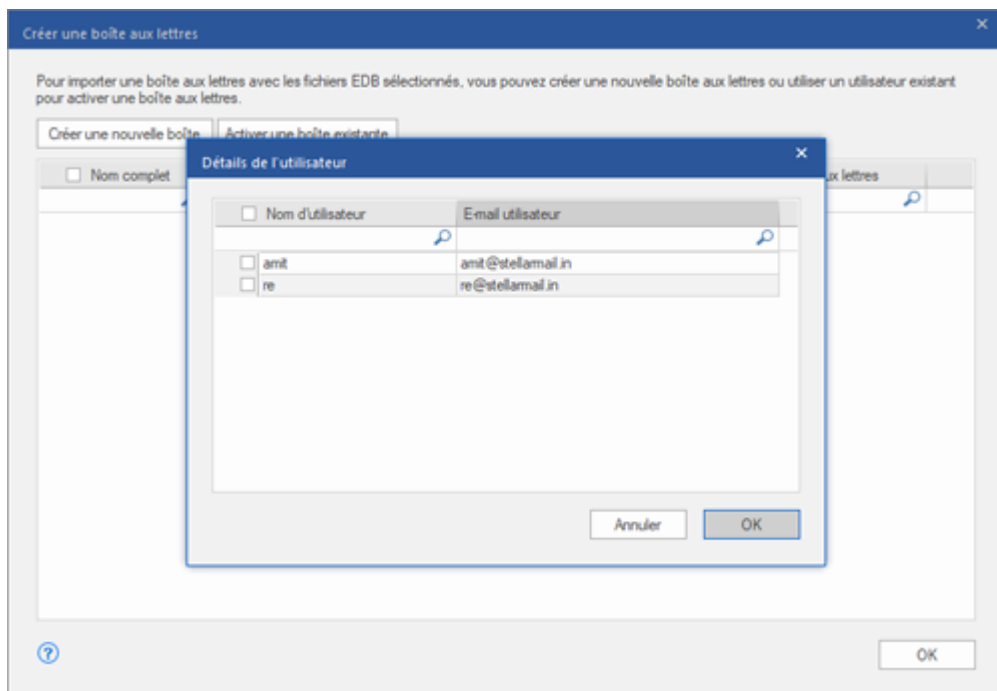 Créer une boîte aux lettres
Pour importer une boîte aux lettres avec les fichiers EDB sélectionnés, vous pouvez créer une nouvelle boîte aux lettres ou utiliser un utilisateur existant
pour activer une boîte aux lettres.
Créer une nouvelle boîte Activer une boîte existante
Nom complet ux lettres
Détails de l'utilisateur
Nom d'utilisateur E-mail utilisateur
amit amit@stellarmail.in
re re@stellarmail.in
Annuler OK
? OK